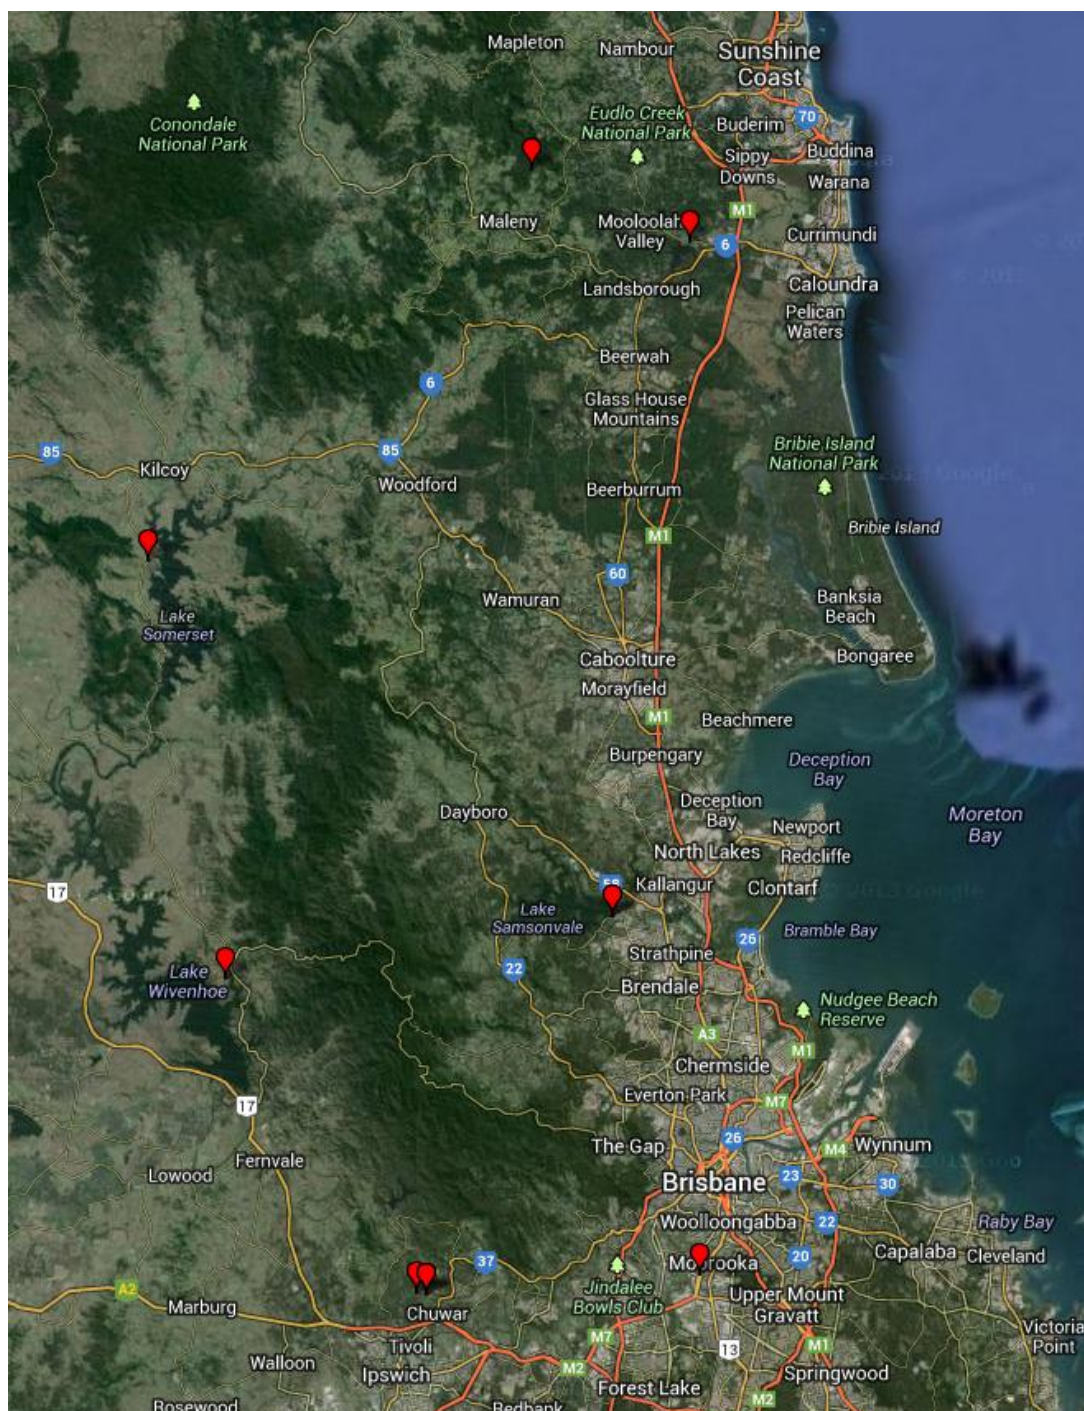 Mapleton
Nambour
Sunshine
Coast
Conondale
National Park
Eudlo Creek
National Park
70
Buderim
Buddina
Sippy
Downs
Warana
Maleny
Mooloolah
Valley
M1
6
Currimundi
Landsborough
Caloundra
Pelican
Waters
Beerwah
6
Glass House
Mountains
85
85
Kilcoy
Woodford
Bribie Island
National Park
Beerburrum
Bribie Island
M1
60
Wamuran
Banksia
Beach
Lake
Somerset
Caboolture
Bongaree
Morayfield
M1
Beachmere
Burpengary
Deception
Bay
Dayboro
Deception
Bay
Newport
Moreton
Bay
North Lakes
Redcliffe
17
Kallangur
Clontarf
© 2013 Google
Lake
Samsonvale
26
Bramble Bay
Strathpine
Lake
Wivenhoe
22
Brendale
Nudgee Beach
Reserve
A3
M1
Chermside
17
Everton Park
M7
26
The Gap
M4
Wynnum
Fernvale
Lowood
Brisbane
23
30
Woolloongabba
22
Raby Bay
37
Moorooka
20
Capalaba
Cleveland
A2
Marburg
Chuwar
Jindalee
Bowls Club
Upper Mount
Gravatt
Victoria
Point
Tivoli
M7
13
M1
Walloon
Ipswich
M2
Forest Lake
Springwood
M2
Rosewood
Redbank